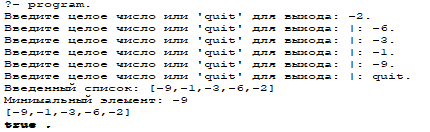 ?- program.
Введите целое число или 'quit' для выхода: -2.
Введите целое число или 'quit' для выхода: |: -6.
Введите целое число или 'quit' для выхода: |: -3.
Введите целое число или 'quit' для выхода: |: -1.
Введите целое число или 'quit' для выхода: |: -9.
Введите целое число или 'quit' для выхода: |: quit.
Введенный список: [-9,-1,-3,-6,-2]
Минимальный элемент: -9
[-9,-1,-3,-6,-2]
true .